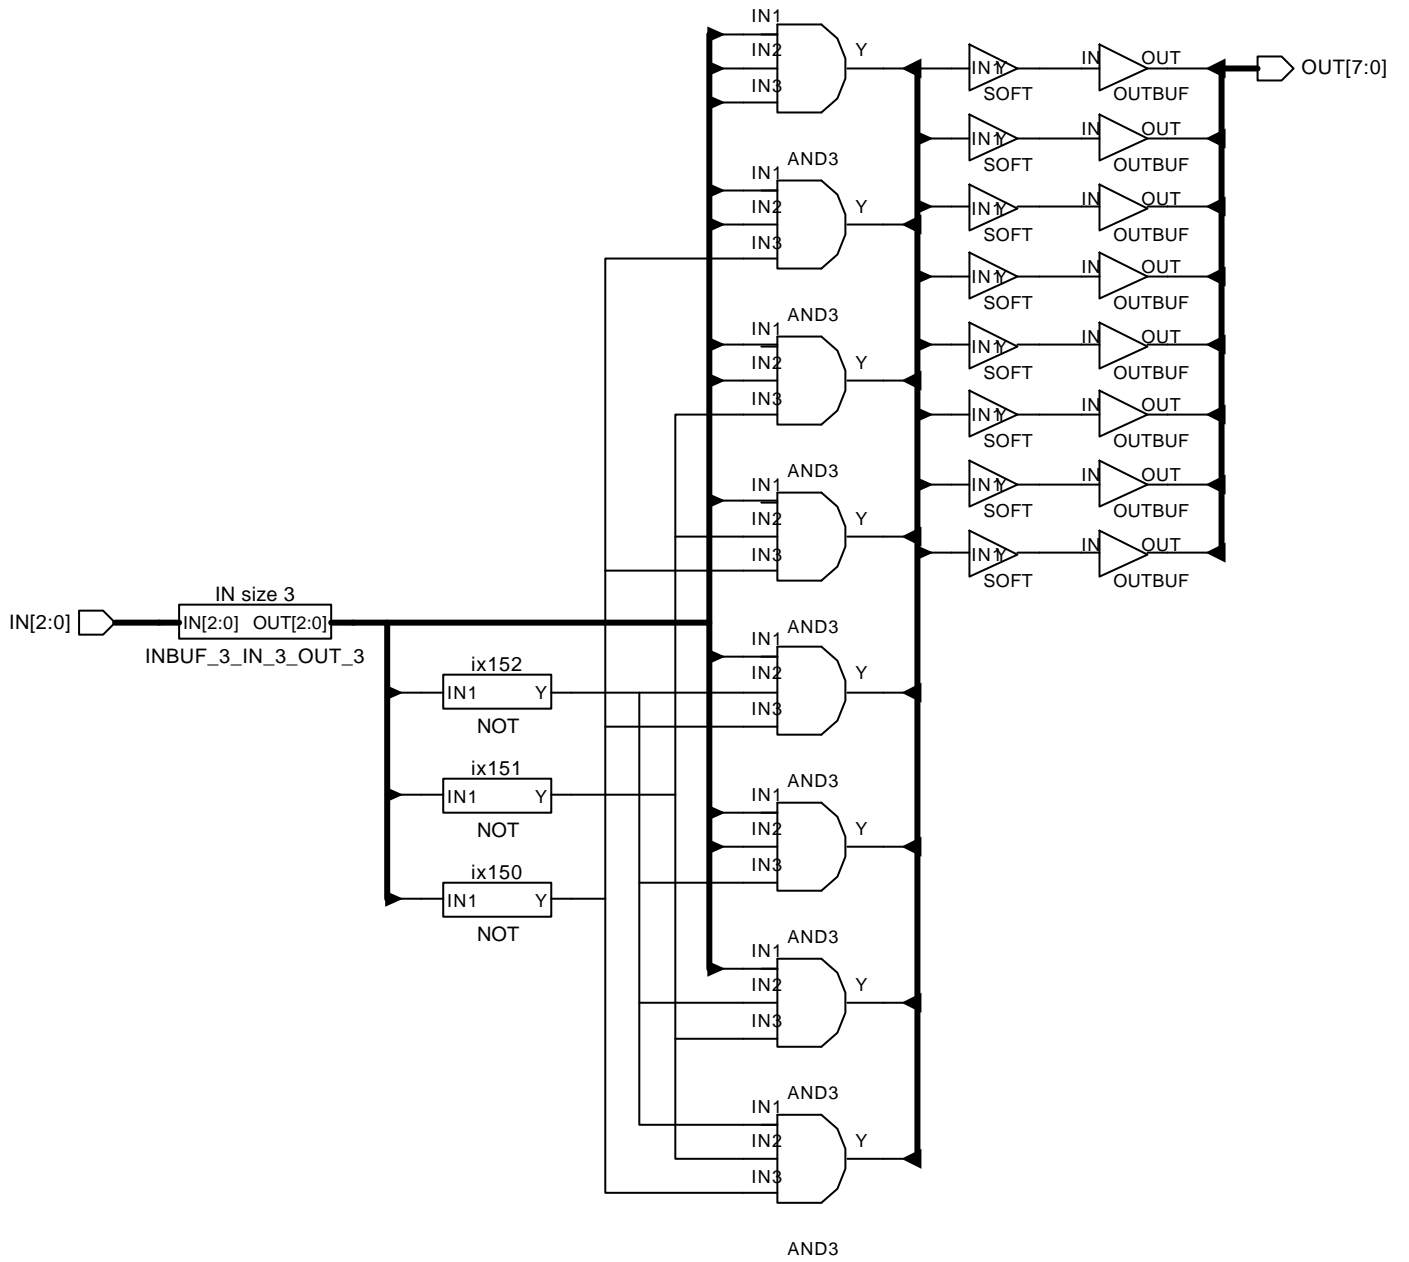 IN1
IN2 Y IN1 Y IN OUT OUT[7:0]
IN3 SOFT OUTBUF
IN1 Y IN OUT
AND3 SOFT OUTBUF
IN1
IN2 Y IN1 Y IN OUT
IN3 SOFT OUTBUF
IN1 Y IN OUT
AND3 SOFT OUTBUF
IN1
IN2 Y IN1 Y IN OUT
IN3 SOFT OUTBUF
IN1 Y IN OUT
AND3 SOFT OUTBUF
IN1 IN1 Y IN OUT
IN2 Y SOFT OUTBUF
IN3 IN1 Y IN OUT
SOFT OUTBUF
IN size 3
IN[2:0] IN[2:0] OUT[2:0] AND3
INBUF_3_IN_3_OUT_3 IN1
ix152 IN2 Y
IN1 Y IN3
NOT
ix151 AND3
IN1 Y IN1
NOT IN2 Y
ix150 IN3
IN1 Y
NOT AND3
IN1
IN2 Y
IN3
AND3
IN1
IN2 Y
IN3
AND3